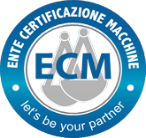 ENTE CERTIFICAZIONE MACCHINE
ECM
let's be your partner